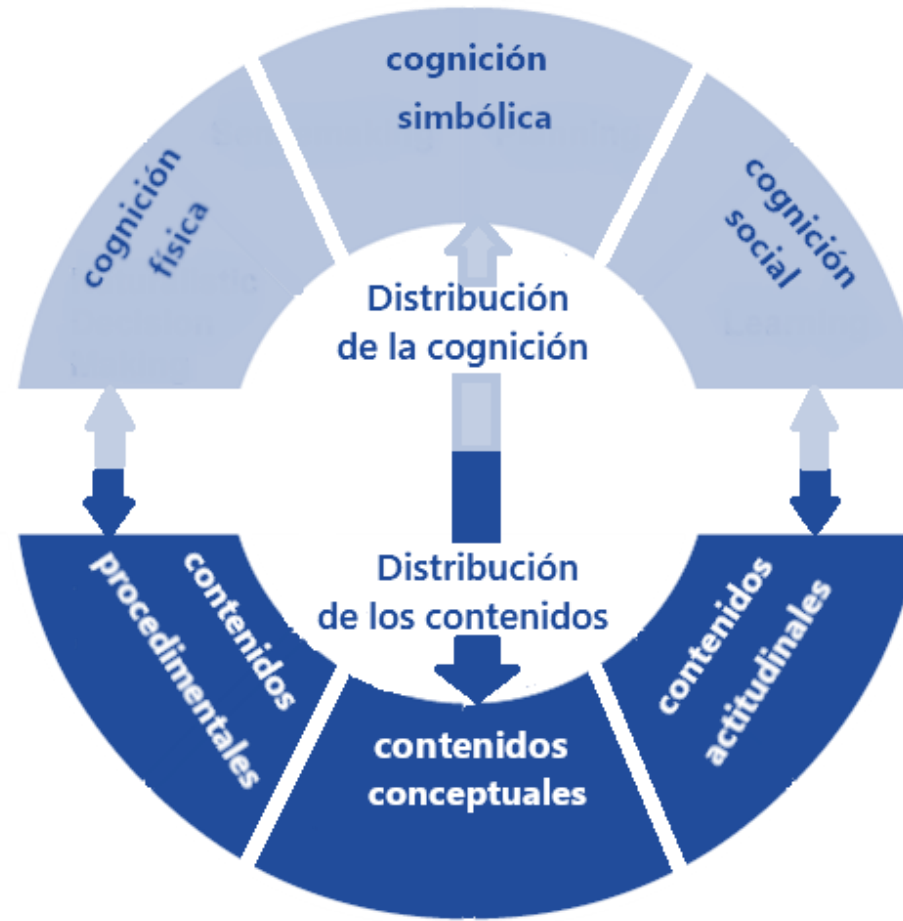 cognición
simbólica
cognición
física
cognición
social
Distribución
de la cognición
Distribución
de los contenidos
contenidos
procedimentales
contenidos
conceptuales
contenidos
actitudinales